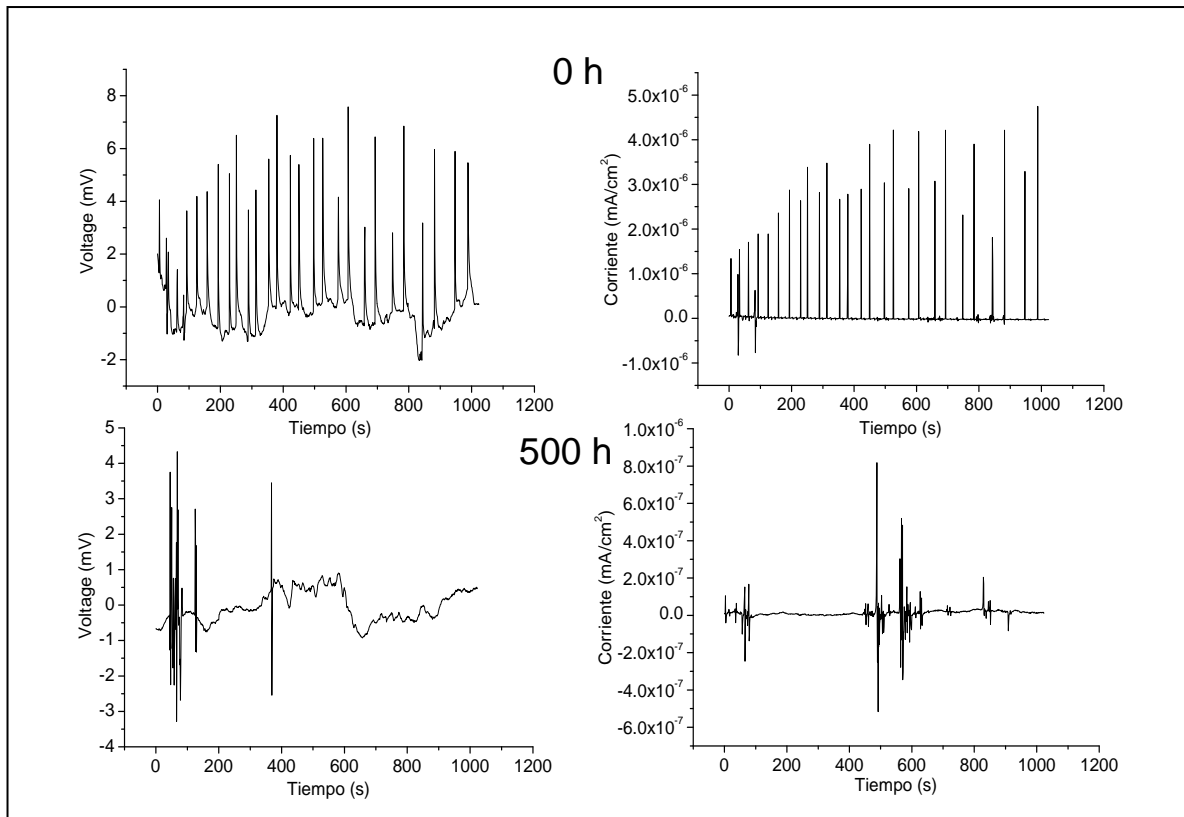 0 h
8
6
4
2
0
-2
Voltage (mV)
0 200 400 600 800 1000 1200
Tiempo (s)
5.0x10⁻⁶
4.0x10⁻⁶
3.0x10⁻⁶
2.0x10⁻⁶
1.0x10⁻⁶
0.0
-1.0x10⁻⁶
Corriente (mA/cm²)
0 200 400 600 800 1000 1200
Tiempo (s)
500 h
5
4
3
2
1
0
-1
-2
-3
-4
Voltage (mV)
0 200 400 600 800 1000 1200
Tiempo (s)
1.0x10⁻⁶
8.0x10⁻⁷
6.0x10⁻⁷
4.0x10⁻⁷
2.0x10⁻⁷
0.0
-2.0x10⁻⁷
-4.0x10⁻⁷
-6.0x10⁻⁷
Corriente (mA/cm²)
0 200 400 600 800 1000 1200
Tiempo (s)